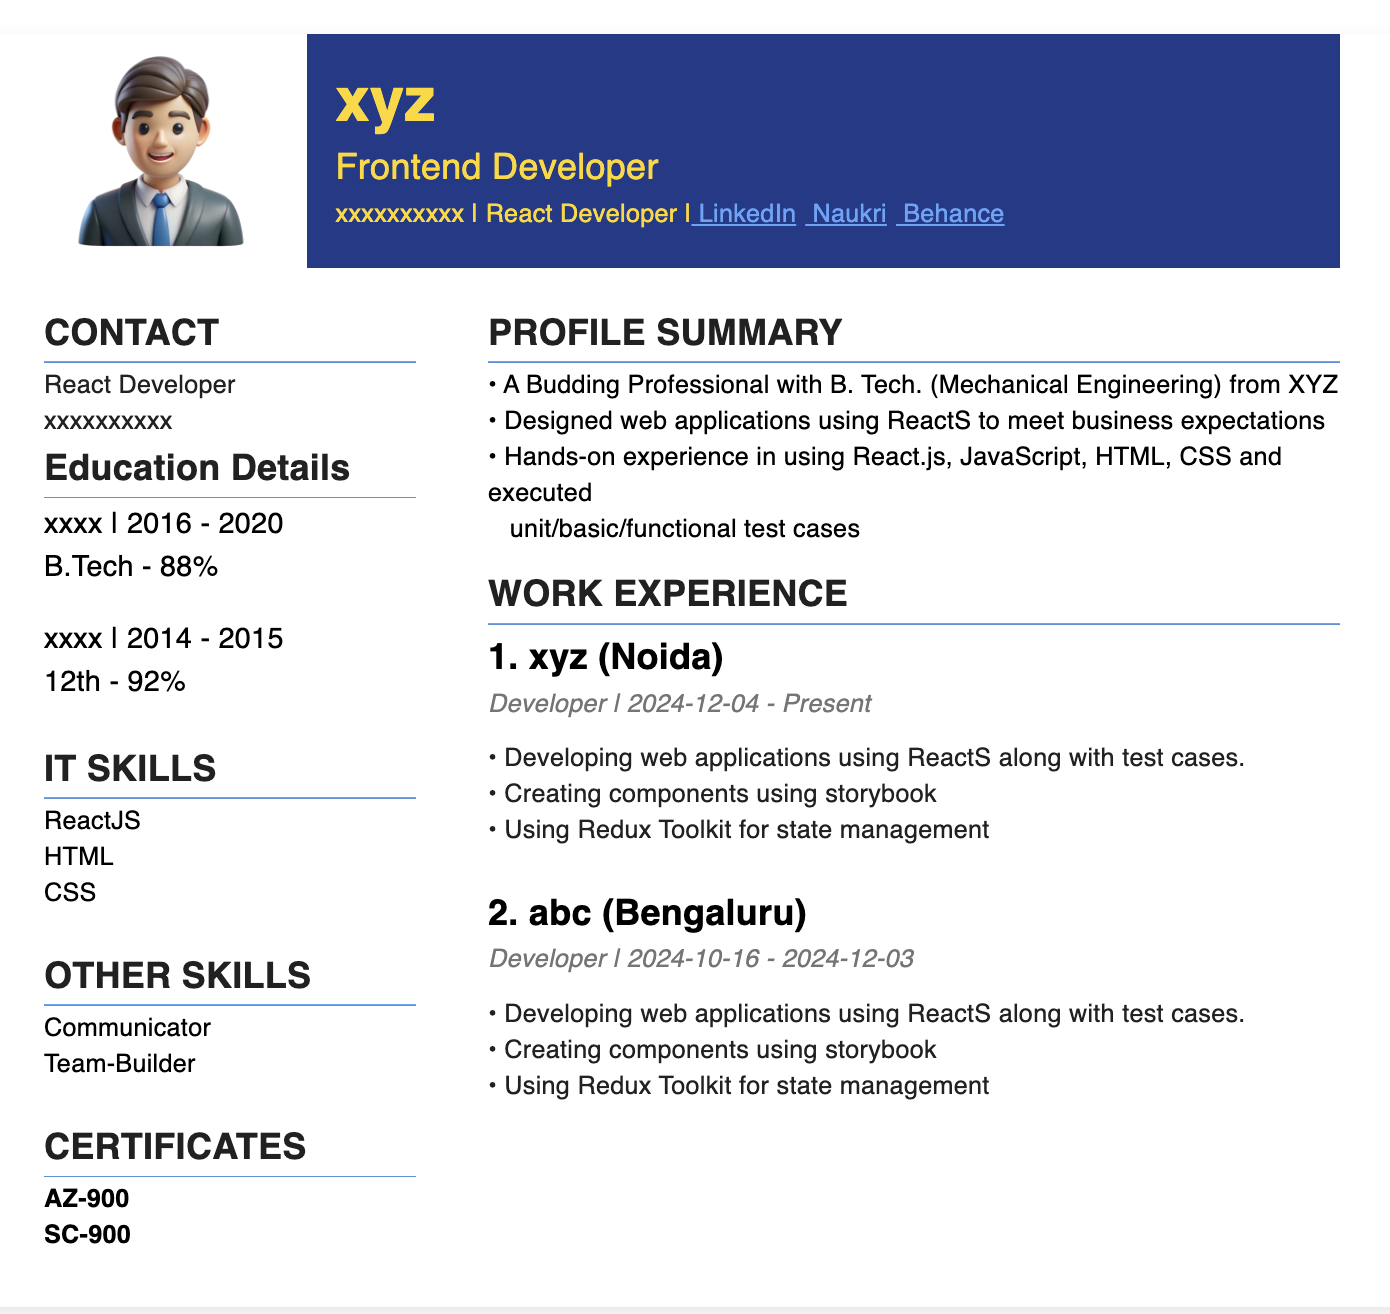 xyz
Frontend Developer
xxxxxxxxxx | React Developer | LinkedIn Naukri Behance
CONTACT
React Developer
xxxxxxxxxx
Education Details
xxxx | 2016 - 2020
B.Tech - 88%
xxxx | 2014 - 2015
12th - 92%
IT SKILLS
ReactJS
HTML
CSS
OTHER SKILLS
Communicator
Team-Builder
CERTIFICATES
AZ-900
SC-900
PROFILE SUMMARY
• A Budding Professional with B. Tech. (Mechanical Engineering) from XYZ
• Designed web applications using ReactS to meet business expectations
• Hands-on experience in using React.js, JavaScript, HTML, CSS and
executed
unit/basic/functional test cases
WORK EXPERIENCE
1. xyz (Noida)
Developer | 2024-12-04 - Present
• Developing web applications using ReactS along with test cases.
• Creating components using storybook
• Using Redux Toolkit for state management
2. abc (Bengaluru)
Developer | 2024-10-16 - 2024-12-03
• Developing web applications using ReactS along with test cases.
• Creating components using storybook
• Using Redux Toolkit for state management